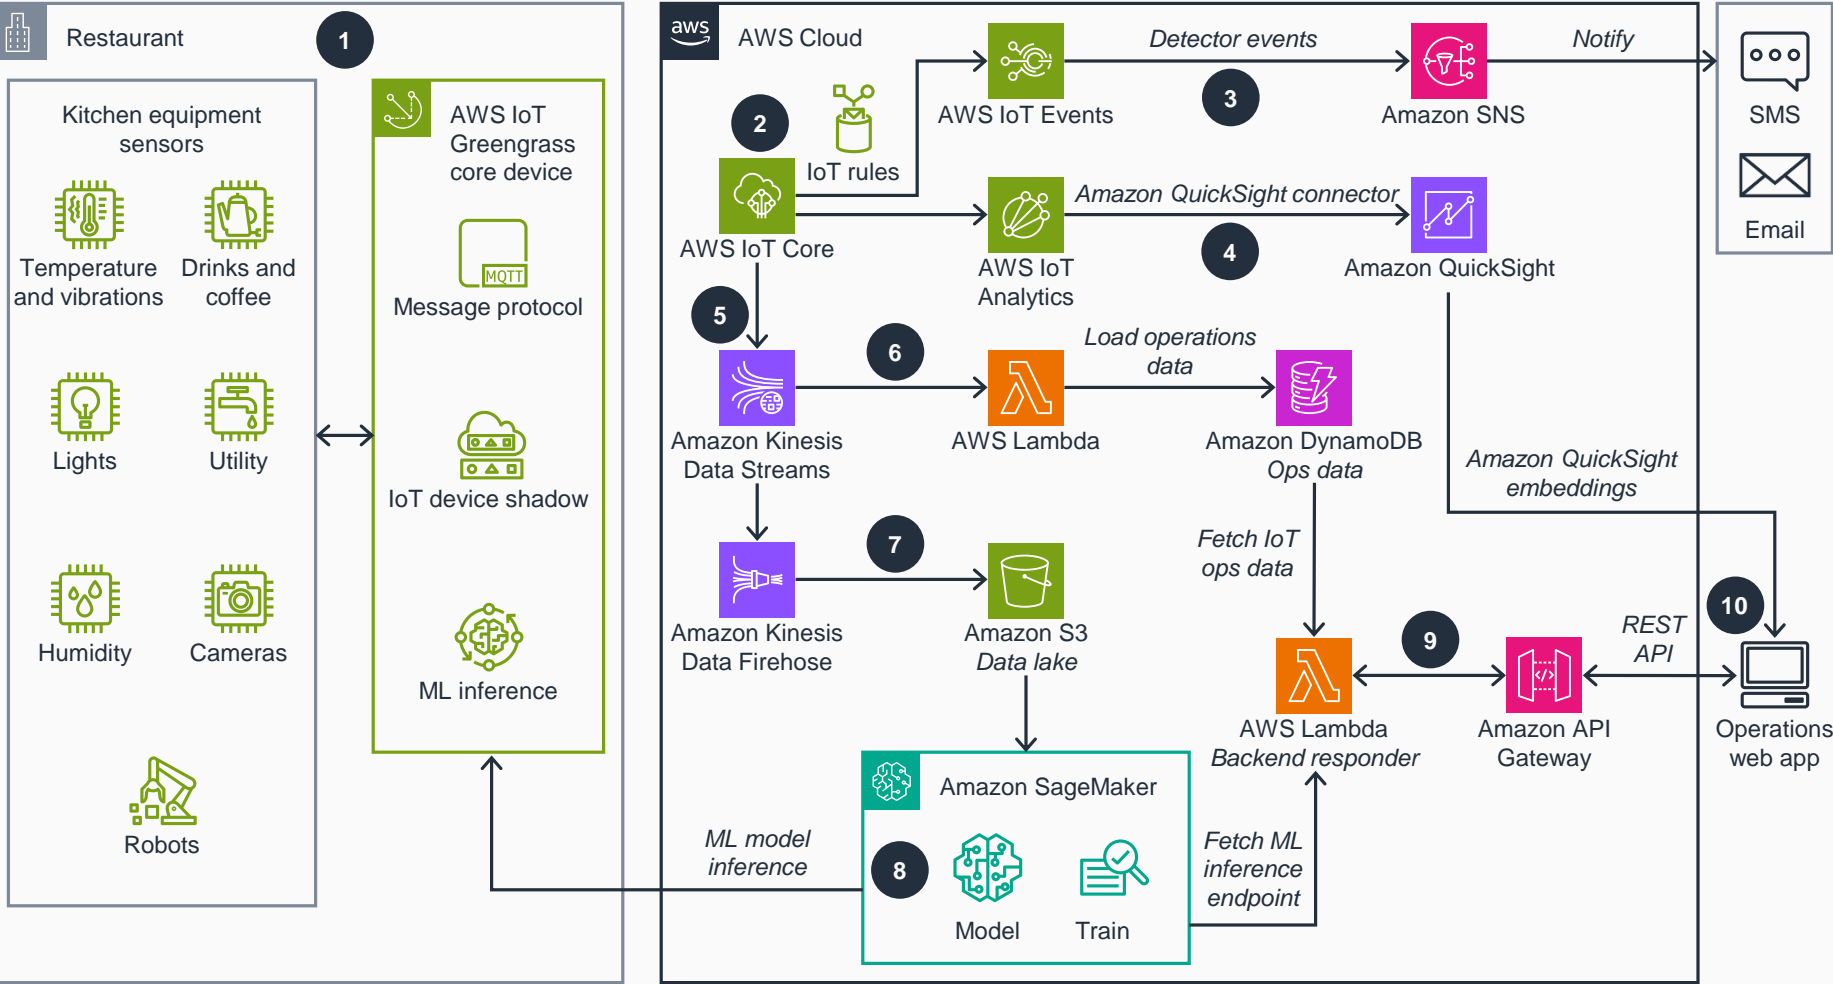 Restaurant
1
Kitchen equipment
sensors
Temperature
and vibrations
Drinks and
coffee
Lights
Utility
Humidity
Cameras
Robots
AWS IoT
Greengrass
core device
MQTT
Message protocol
IoT device shadow
ML inference
aws
AWS Cloud
2
IoT rules
AWS IoT Core
AWS IoT Events
Detector events
3
Amazon SNS
Notify
SMS
Email
AWS IoT
Analytics
Amazon QuickSight connector
4
Amazon QuickSight
5
Amazon Kinesis
Data Streams
6
AWS Lambda
Load operations
data
Amazon DynamoDB
Ops data
Amazon QuickSight
embeddings
Amazon Kinesis
Data Firehose
7
Amazon S3
Data lake
Fetch IoT
ops data
AWS Lambda
Backend responder
9
</>
Amazon API
Gateway
REST
API
10
Operations
web app
Amazon SageMaker
8
Model
Train
ML model
inference
Fetch ML
inference
endpoint